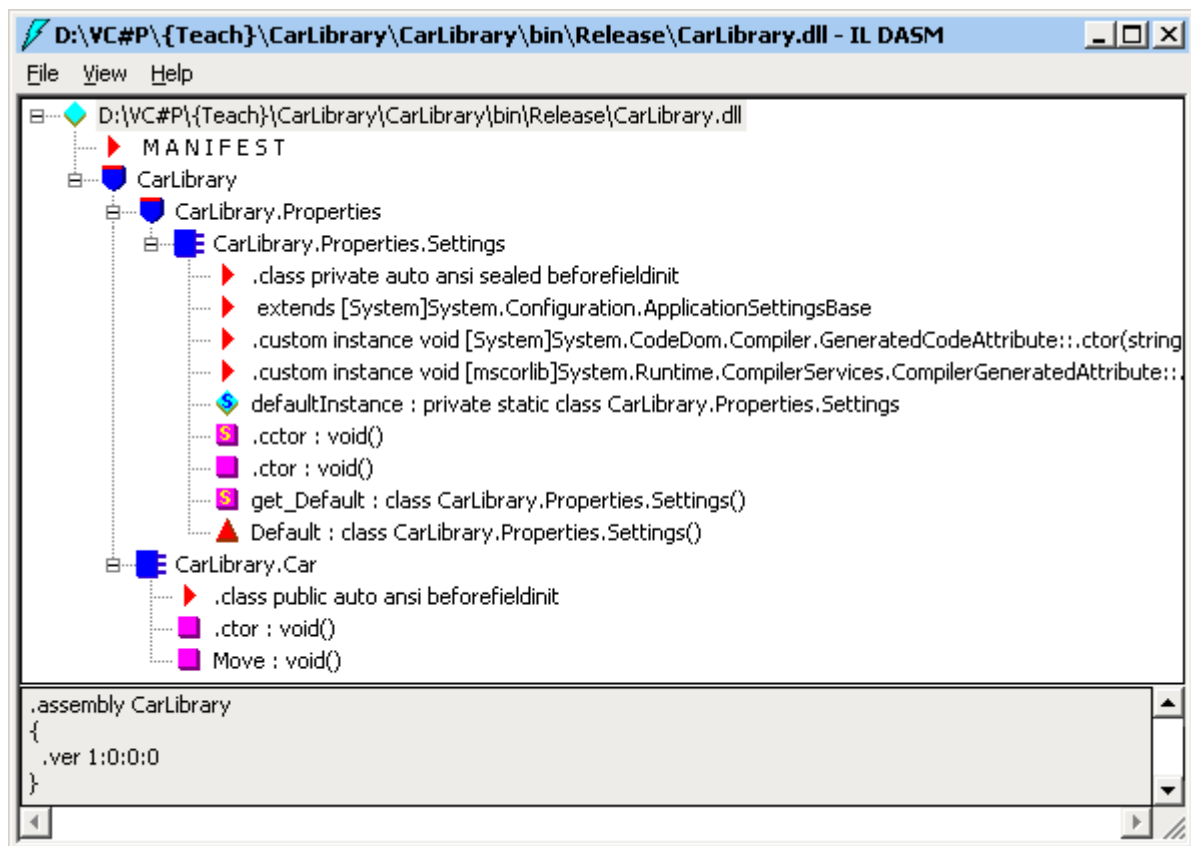 D:\VC#P\{Teach}\CarLibrary\CarLibrary\bin\Release\CarLibrary.dll - IL DASM
File View Help
D:\VC#P\{Teach}\CarLibrary\CarLibrary\bin\Release\CarLibrary.dll
M A N I F E S T
CarLibrary
CarLibrary.Properties
CarLibrary.Properties.Settings
.class private auto ansi sealed beforefieldinit
extends [System]System.Configuration.ApplicationSettingsBase
.custom instance void [System]System.CodeDom.Compiler.GeneratedCodeAttribute::.ctor(string
.custom instance void [mscorlib]System.Runtime.CompilerServices.CompilerGeneratedAttribute::.
S defaultInstance : private static class CarLibrary.Properties.Settings
S .cctor : void()
.ctor : void()
S get_Default : class CarLibrary.Properties.Settings()
Default : class CarLibrary.Properties.Settings()
CarLibrary.Car
.class public auto ansi beforefieldinit
.ctor : void()
Move : void()
.assembly CarLibrary
{
.ver 1:0:0:0
}